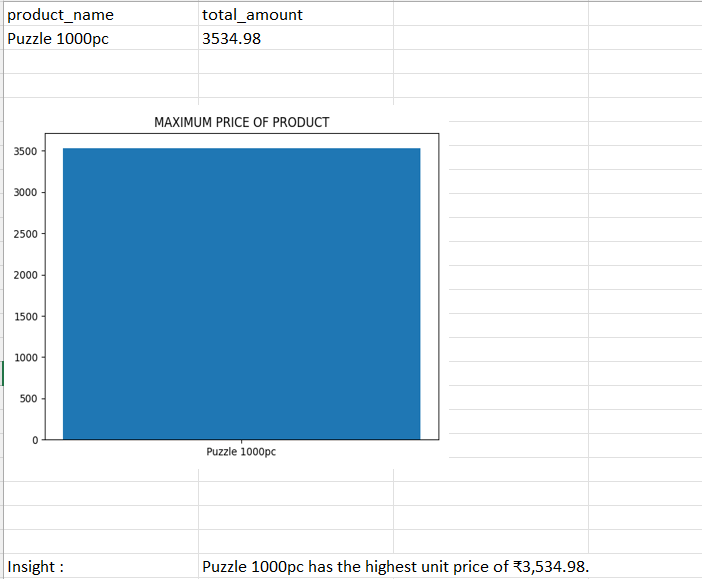 product_name total_amount
Puzzle 1000pc 3534.98
MAXIMUM PRICE OF PRODUCT
3500
3000
2500
2000
1500
1000
500
0
Puzzle 1000pc
Insight : Puzzle 1000pc has the highest unit price of ₹3,534.98.